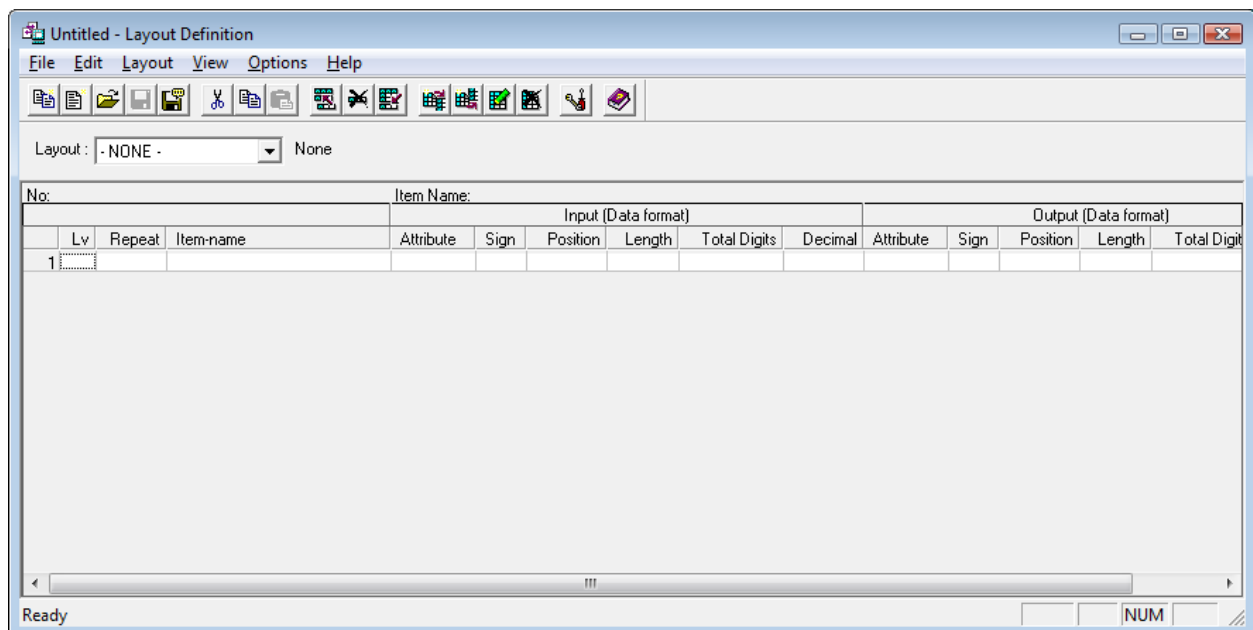 Untitled - Layout Definition
File Edit Layout View Options Help
Layout : - NONE - None
No: Item Name:
Input (Data format) Output (Data format)
Lv Repeat Item-name Attribute Sign Position Length Total Digits Decimal Attribute Sign Position Length Total Digit
1
Ready NUM